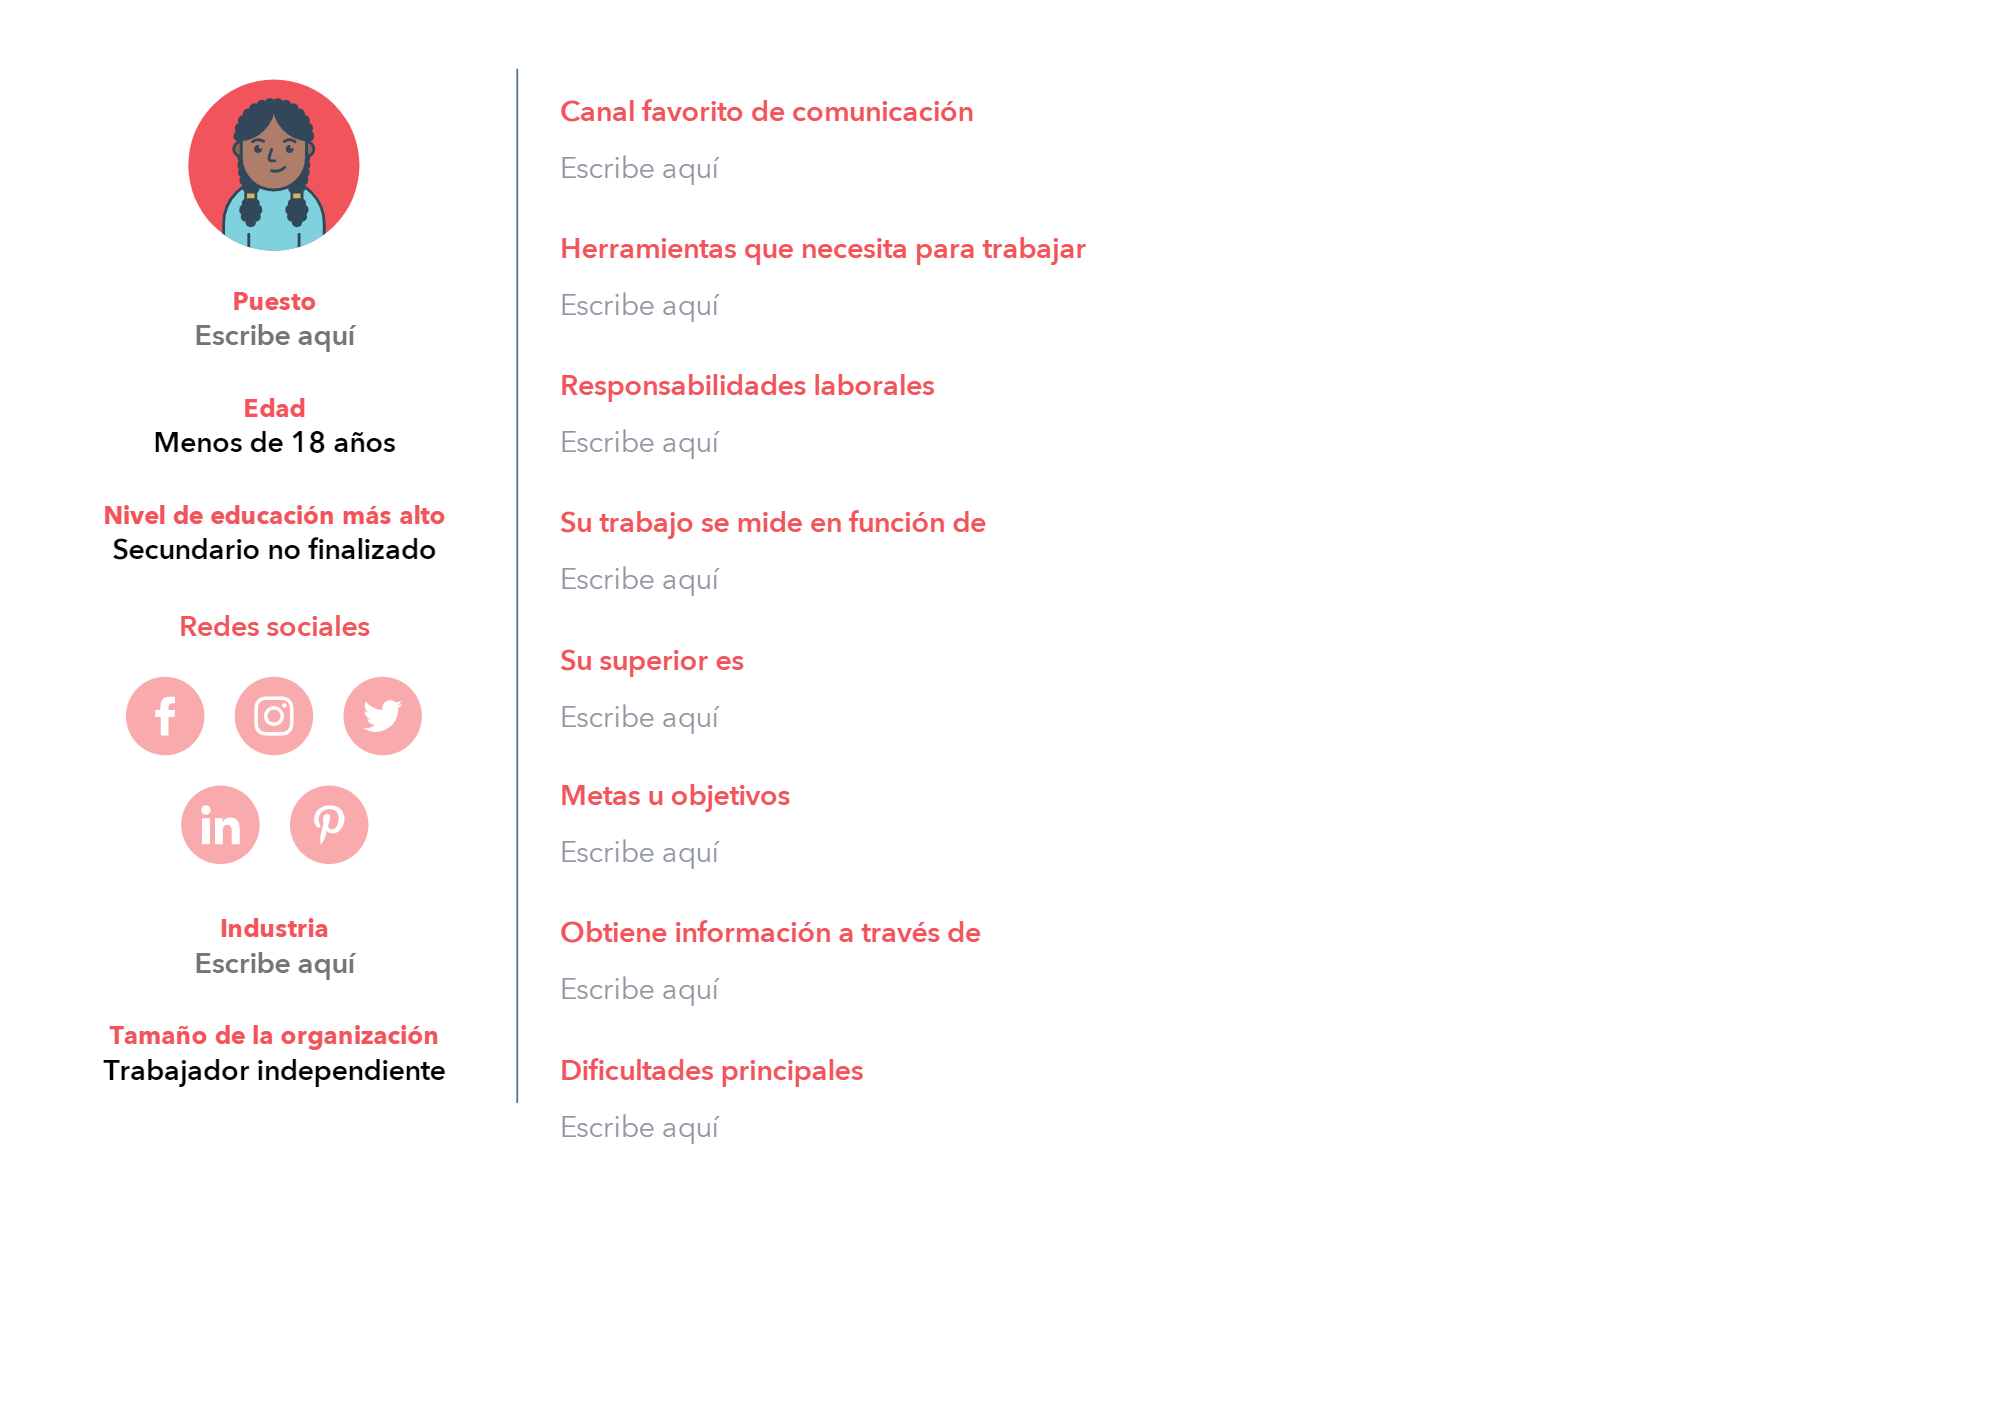 Puesto
Escribe aquí
Edad
Menos de 18 años
Nivel de educación más alto
Secundario no finalizado
Redes sociales
Industria
Escribe aquí
Tamaño de la organización
Trabajador independiente
Canal favorito de comunicación
Escribe aquí
Herramientas que necesita para trabajar
Escribe aquí
Responsabilidades laborales
Escribe aquí
Su trabajo se mide en función de
Escribe aquí
Su superior es
Escribe aquí
Metas u objetivos
Escribe aquí
Obtiene información a través de
Escribe aquí
Dificultades principales
Escribe aquí